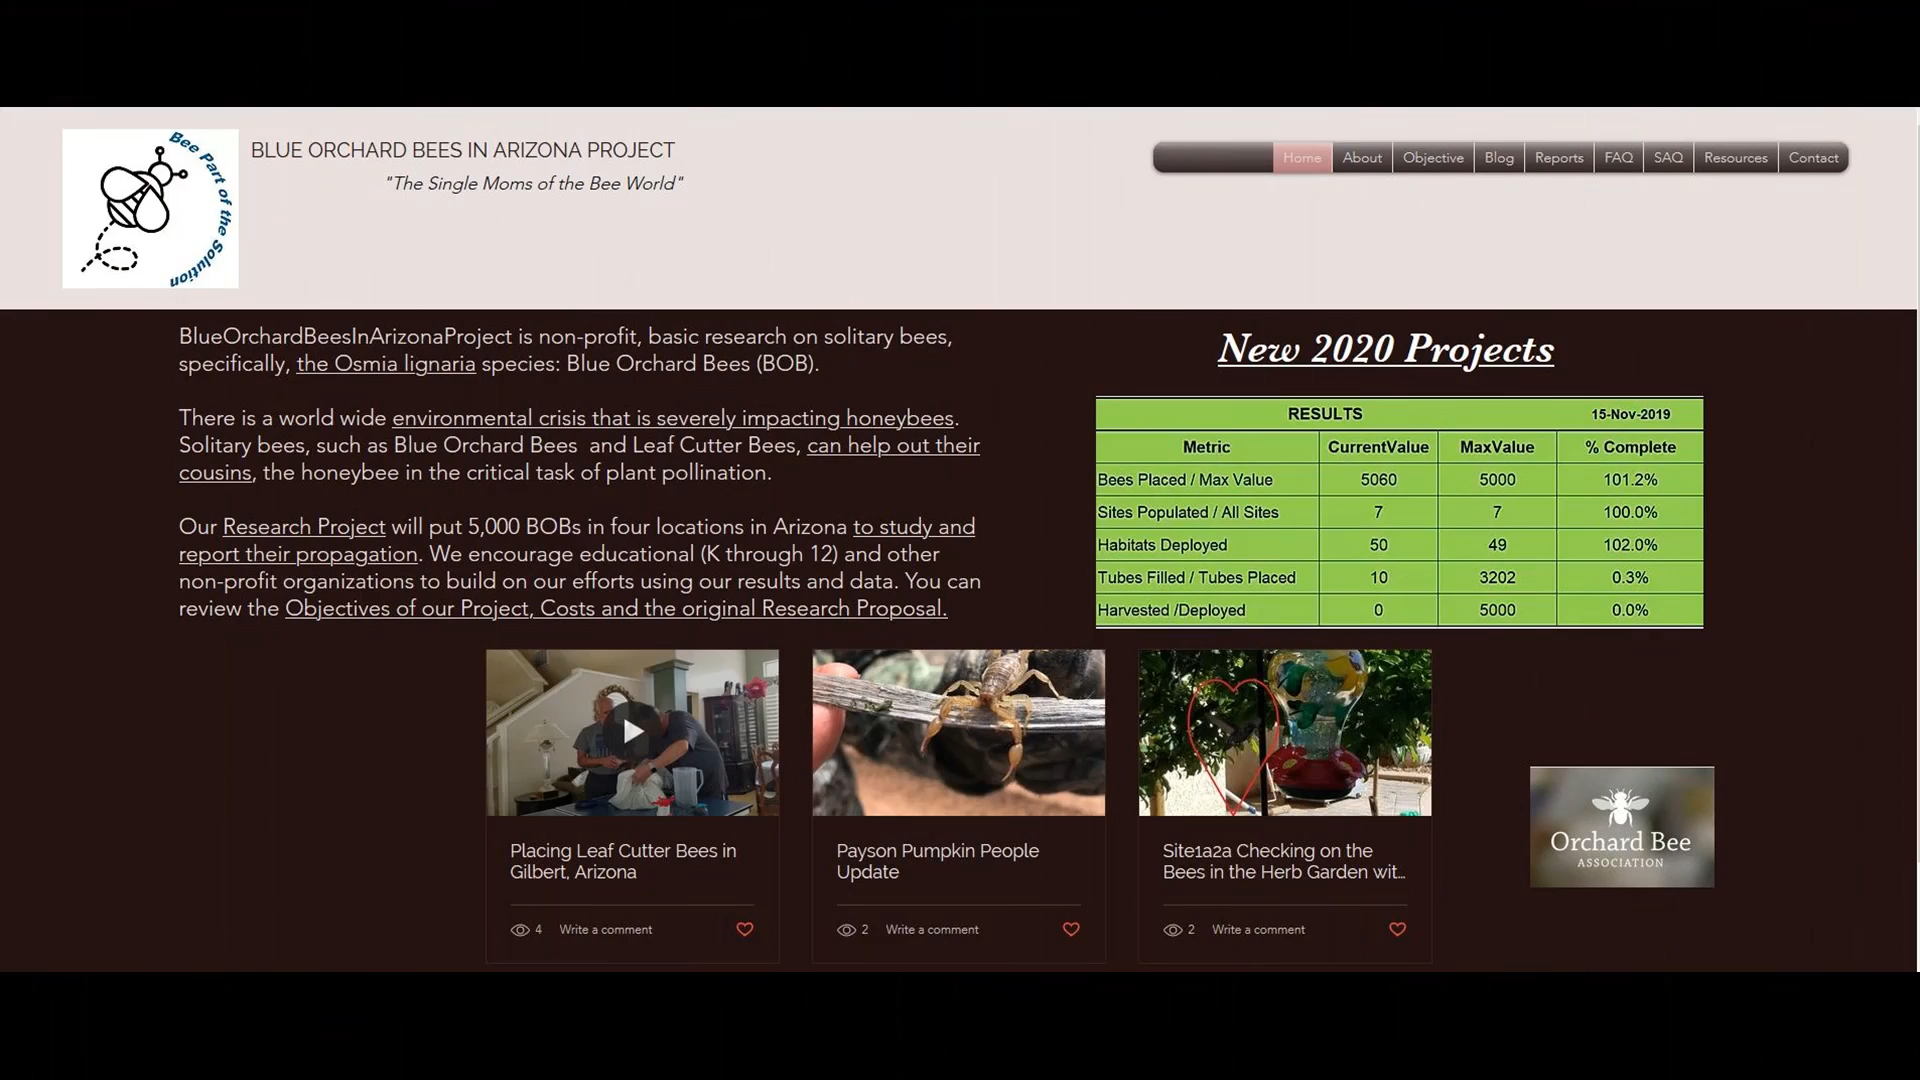 Bee Part of the Solution
BLUE ORCHARD BEES IN ARIZONA PROJECT
"The Single Moms of the Bee World"
Home About Objective Blog Reports FAQ SAQ Resources Contact
BlueOrchardBeesInArizonaProject is non-profit, basic research on solitary bees,
specifically, the Osmia lignaria species: Blue Orchard Bees (BOB).
There is a world wide environmental crisis that is severely impacting honeybees.
Solitary bees, such as Blue Orchard Bees and Leaf Cutter Bees, can help out their
cousins, the honeybee in the critical task of plant pollination.
Our Research Project will put 5,000 BOBs in four locations in Arizona to study and
report their propagation. We encourage educational (K through 12) and other
non-profit organizations to build on our efforts using our results and data. You can
review the Objectives of our Project, Costs and the original Research Proposal.
New 2020 Projects
RESULTS 15-Nov-2019
Metric CurrentValue MaxValue % Complete
Bees Placed / Max Value 5060 5000 101.2%
Sites Populated / All Sites 7 7 100.0%
Habitats Deployed 50 49 102.0%
Tubes Filled / Tubes Placed 10 3202 0.3%
Harvested /Deployed 0 5000 0.0%
Placing Leaf Cutter Bees in
Gilbert, Arizona
4 Write a comment
Payson Pumpkin People
Update
2 Write a comment
Site1a2a Checking on the
Bees in the Herb Garden wit...
2 Write a comment
Orchard Bee
ASSOCIATION